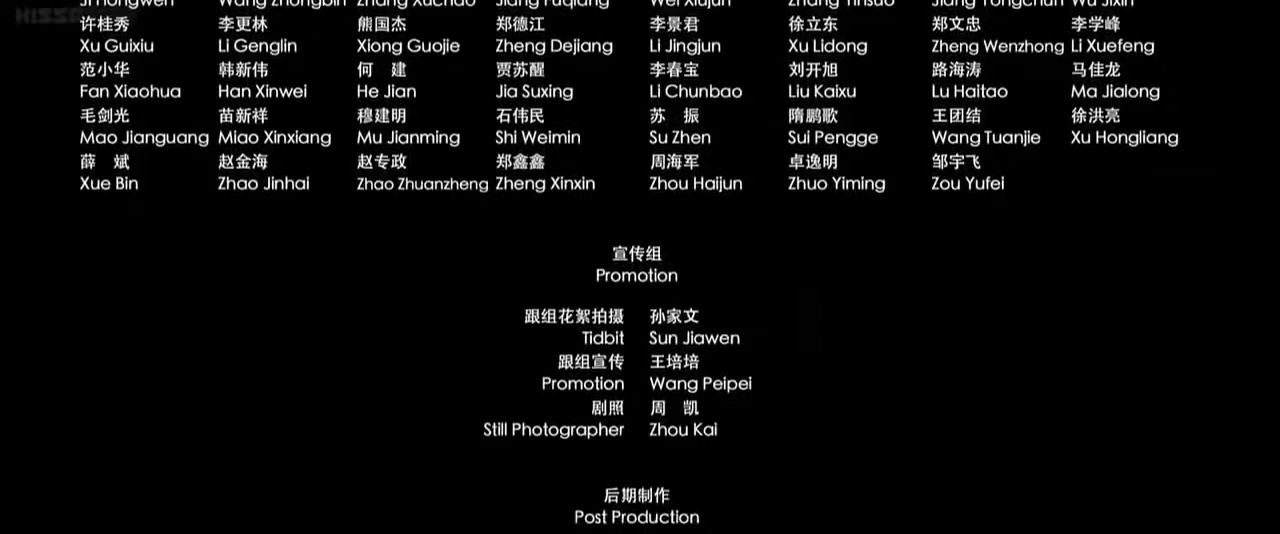 许桂秀 李更林 熊国杰 郑德江 李景君 徐立东 郑文忠 李学峰
Xu Guixiu Li Genglin Xiong Guojie Zheng Dejiang Li Jingjun Xu Lidong Zheng Wenzhong Li Xuefeng
范小华 韩新伟 何 建 贾苏醒 李春宝 刘开旭 路海涛 马佳龙
Fan Xiaohua Han Xinwei He Jian Jia Suxing Li Chunbao Liu Kaixu Lu Haitao Ma Jialong
毛剑光 苗新祥 穆建明 石伟民 苏 振 隋鹏歌 王团结 徐洪亮
Mao Jianguang Miao Xinxiang Mu Jianming Shi Weimin Su Zhen Sui Pengge Wang Tuanjie Xu Hongliang
薛 斌 赵金海 赵专政 郑鑫鑫 周海军 卓逸明 邹宇飞
Xue Bin Zhao Jinhai Zhao Zhuanzheng Zheng Xinxin Zhou Haijun Zhuo Yiming Zou Yufei
宣传组
Promotion
跟组花絮拍摄 孙家文
Tidbit Sun Jiawen
跟组宣传 王培培
Promotion Wang Peipei
剧照 周 凯
Still Photographer Zhou Kai
后期制作
Post Production